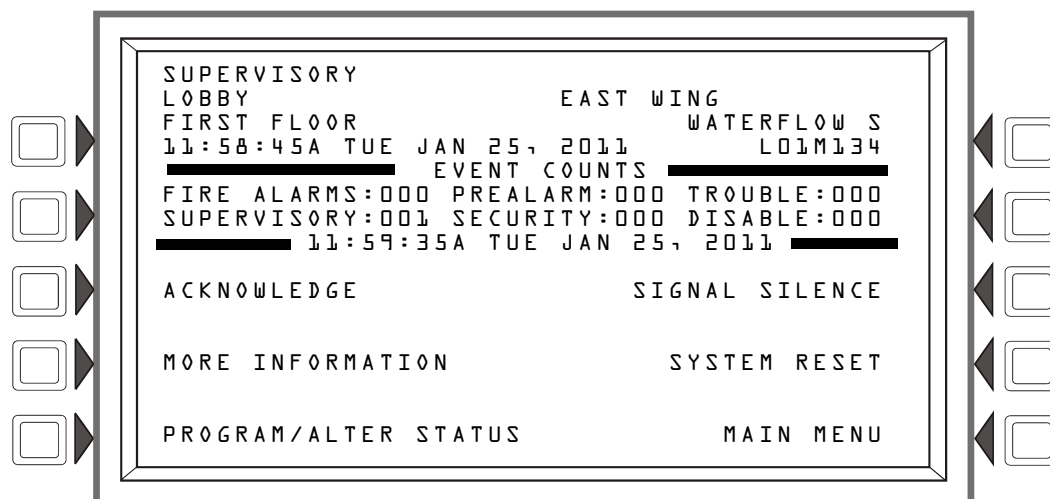 SUPERVISORY
LOBBY EAST WING
FIRST FLOOR WATERFLOW S
11:58:45A TUE JAN 25, 2011 L01M134
EVENT COUNTS
FIRE ALARMS:000 PREALARM:000 TROUBLE:000
SUPERVISORY:001 SECURITY:000 DISABLE:000
11:59:35A TUE JAN 25, 2011
ACKNOWLEDGE SIGNAL SILENCE
MORE INFORMATION SYSTEM RESET
PROGRAM/ALTER STATUS MAIN MENU